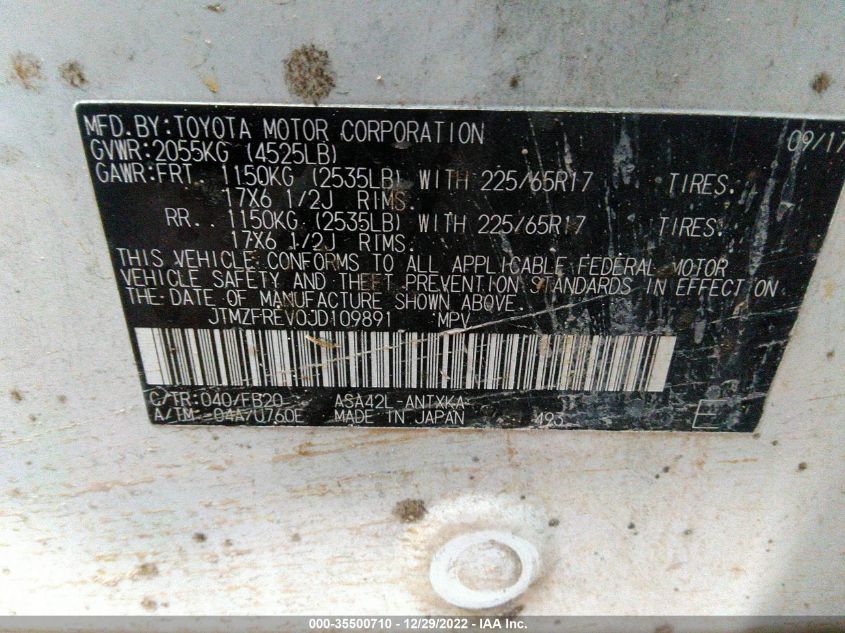 MFD.BY:TOYOTA MOTOR CORPORATION 09/17
GVWR:2055KG (4525LB)
GAWR:FRT. 1150KG (2535LB) WITH 225/65R17 TIRES.
17X6 1/2J RIMS.
RR.. 1150KG (2535LB) WITH 225/65R17 TIRES.
17X6 1/2J RIMS.
THIS VEHICLE CONFORMS TO ALL APPLICABLE FEDERAL MOTOR
VEHICLE SAFETY AND THEFT PREVENTION STANDARDS IN EFFECT ON
THE DATE OF MANUFACTURE SHOWN ABOVE.
JTMZFREV0JD109891 MPV
C/TR:040/FB20 ASA42L-ANTXKA
A/TM:-04A/U760E MADE IN JAPAN 493 E
000-35500710 - 12/29/2022 - IAA Inc.